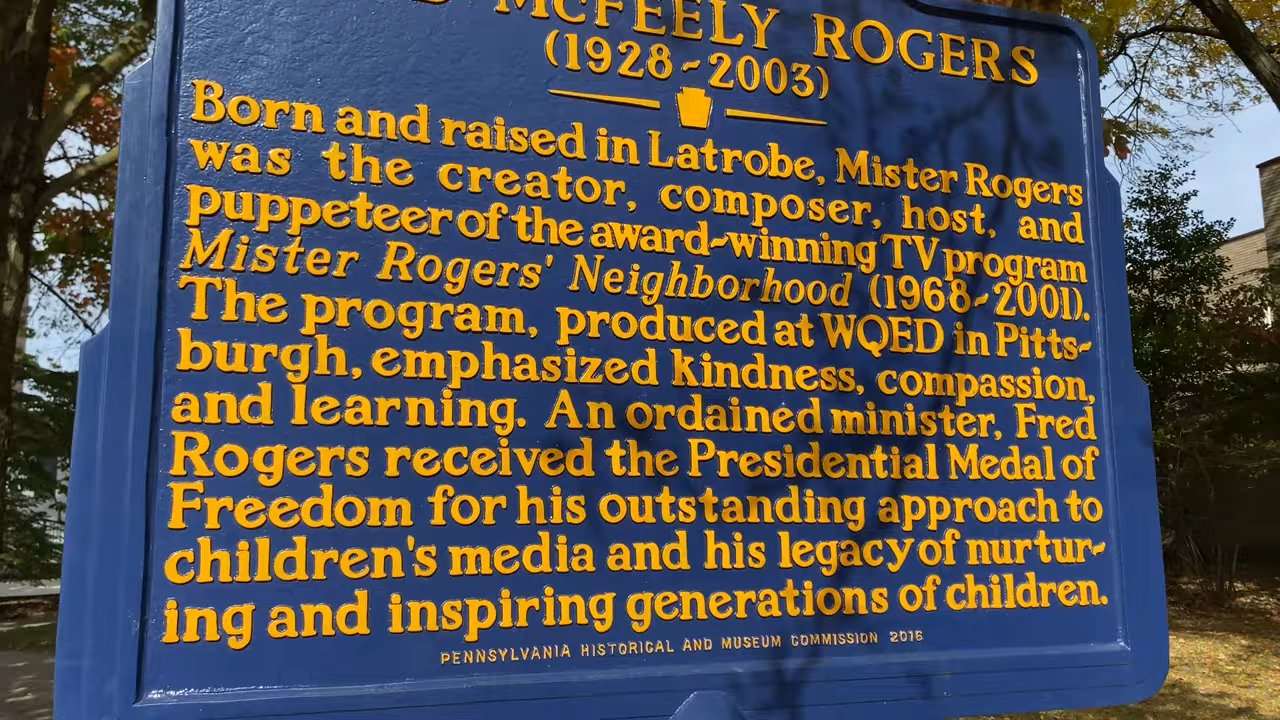 McFEELY ROGERS
(1928-2003)
Born and raised in Latrobe, Mister Rogers
was the creator, composer, host, and
puppeteer of the award-winning TV program
Mister Rogers' Neighborhood (1968-2001).
The program, produced at WQED in Pitts-
burgh, emphasized kindness, compassion,
and learning. An ordained minister, Fred
Rogers received the Presidential Medal of
Freedom for his outstanding approach to
children's media and his legacy of nurtur-
ing and inspiring generations of children.
PENNSYLVANIA HISTORICAL AND MUSEUM COMMISSION 2016